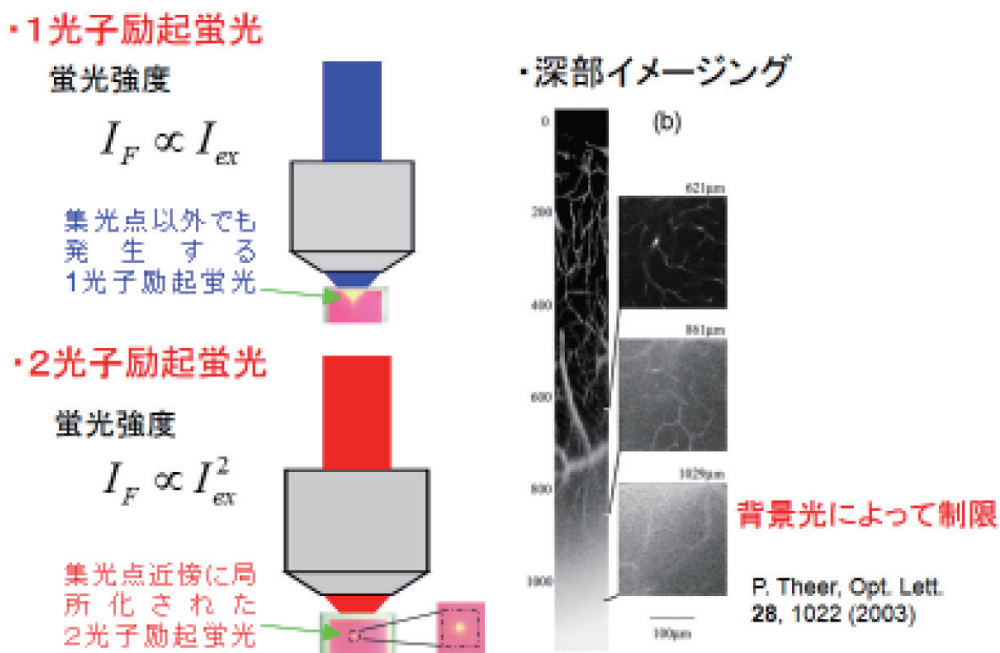 ・1光子励起蛍光
蛍光強度
I_F ∝ I_ex
集光点以外でも
発生する
1光子励起蛍光
・2光子励起蛍光
蛍光強度
I_F ∝ I_ex^2
集光点近傍に局
所化された
2光子励起蛍光
・深部イメージング
(b)
0
200
400
600
800
1000
621μm
861μm
1029μm
100μm
背景光によって制限
P. Theer, Opt. Lett.
28, 1022 (2003)